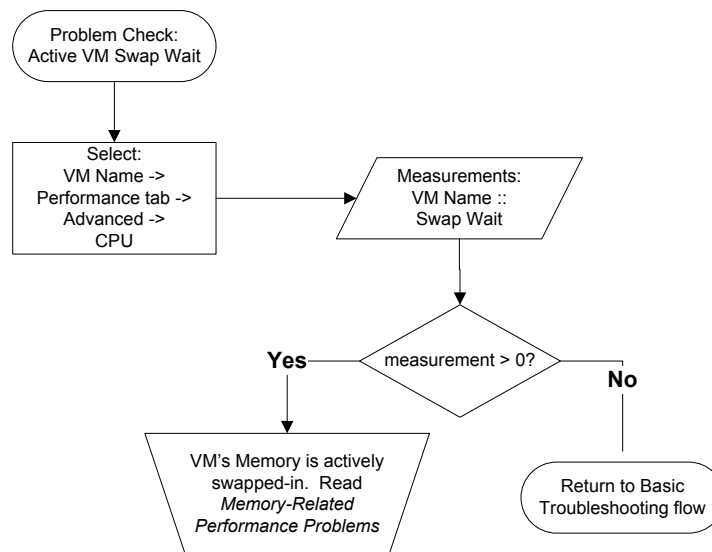 Problem Check:
Active VM Swap Wait
Select:
VM Name ->
Performance tab ->
Advanced ->
CPU
Measurements:
VM Name ::
Swap Wait
measurement > 0?
Yes
No
VM's Memory is actively
swapped-in.  Read
Memory-Related
Performance Problems
Return to Basic
Troubleshooting flow